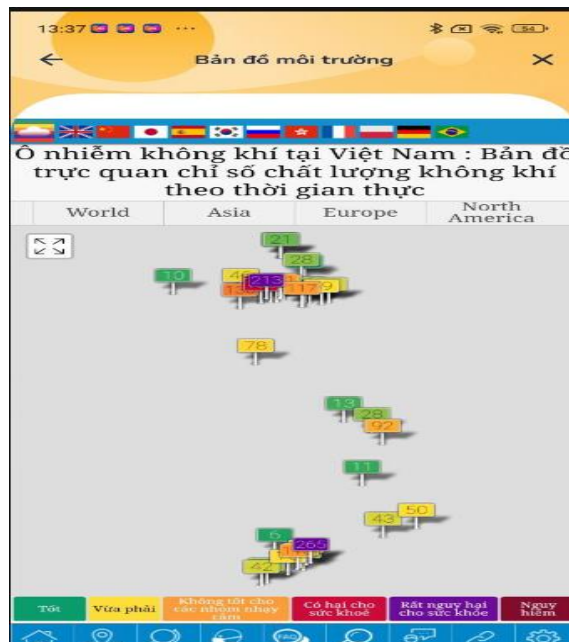 13:37 ... 54
Bản đồ môi trường
Ô nhiễm không khí tại Việt Nam : Bản đồ
trực quan chỉ số chất lượng không khí
theo thời gian thực
World Asia Europe North
America
21
28
10
213
117
78
13
28
92
11
50
43
6
265
42
Tốt
Vừa phải
Không tốt cho
các nhóm nhạy
cảm
Có hại cho
sức khoẻ
Rất nguy hại
cho sức khỏe
Nguy
hiểm
FAQ